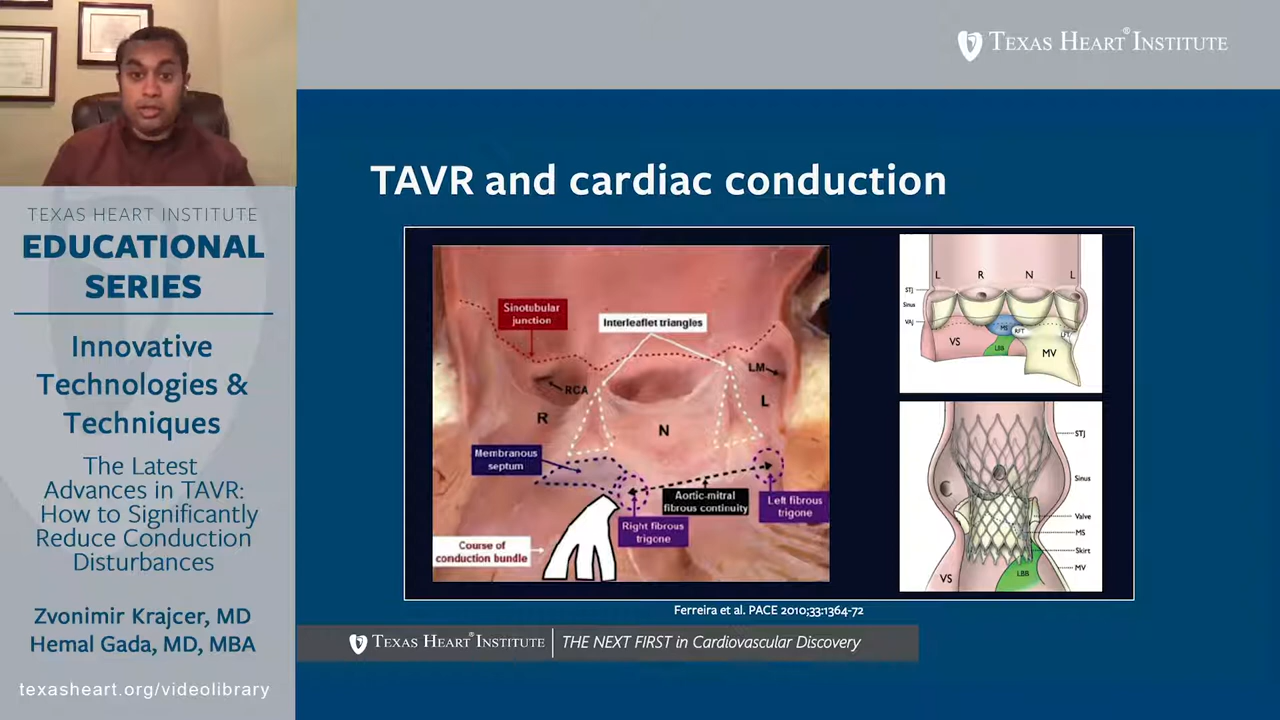 TEXAS HEART® INSTITUTE
TEXAS HEART INSTITUTE
EDUCATIONAL
SERIES
Innovative
Technologies &
Techniques
The Latest
Advances in TAVR:
How to Significantly
Reduce Conduction
Disturbances
Zvonimir Krajcer, MD
Hemal Gada, MD, MBA
texasheart.org/videolibrary
TAVR and cardiac conduction
Sinotubular
junction
Interleaflet triangles
RCA
LM
R
N
L
Membranous
septum
Aortic-mitral
fibrous continuity
Left fibrous
trigone
Right fibrous
trigone
Course of
conduction bundle
L R N L
STJ
Sinus
VAJ
MS
RFT
LFT
VS
LBB
MV
STJ
Sinus
Valve
MS
Skirt
MV
VS
LBB
Ferreira et al. PACE 2010;33:1364-72
TEXAS HEART® INSTITUTE THE NEXT FIRST in Cardiovascular Discovery